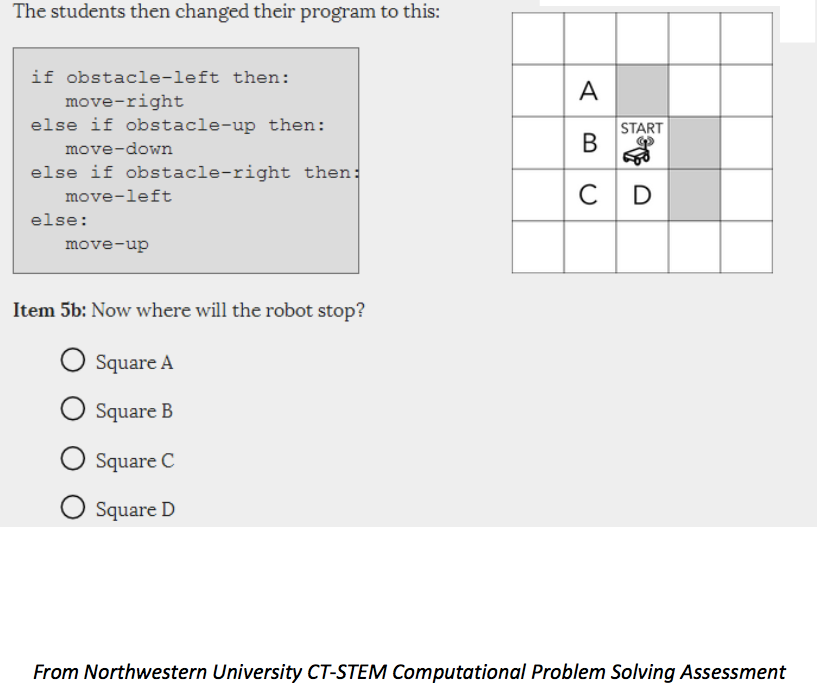 The students then changed their program to this:
if obstacle-left then:
move-right
else if obstacle-up then:
move-down
else if obstacle-right then:
move-left
else:
move-up
A
START
B
C D
Item 5b: Now where will the robot stop?
Square A
Square B
Square C
Square D
From Northwestern University CT-STEM Computational Problem Solving Assessment